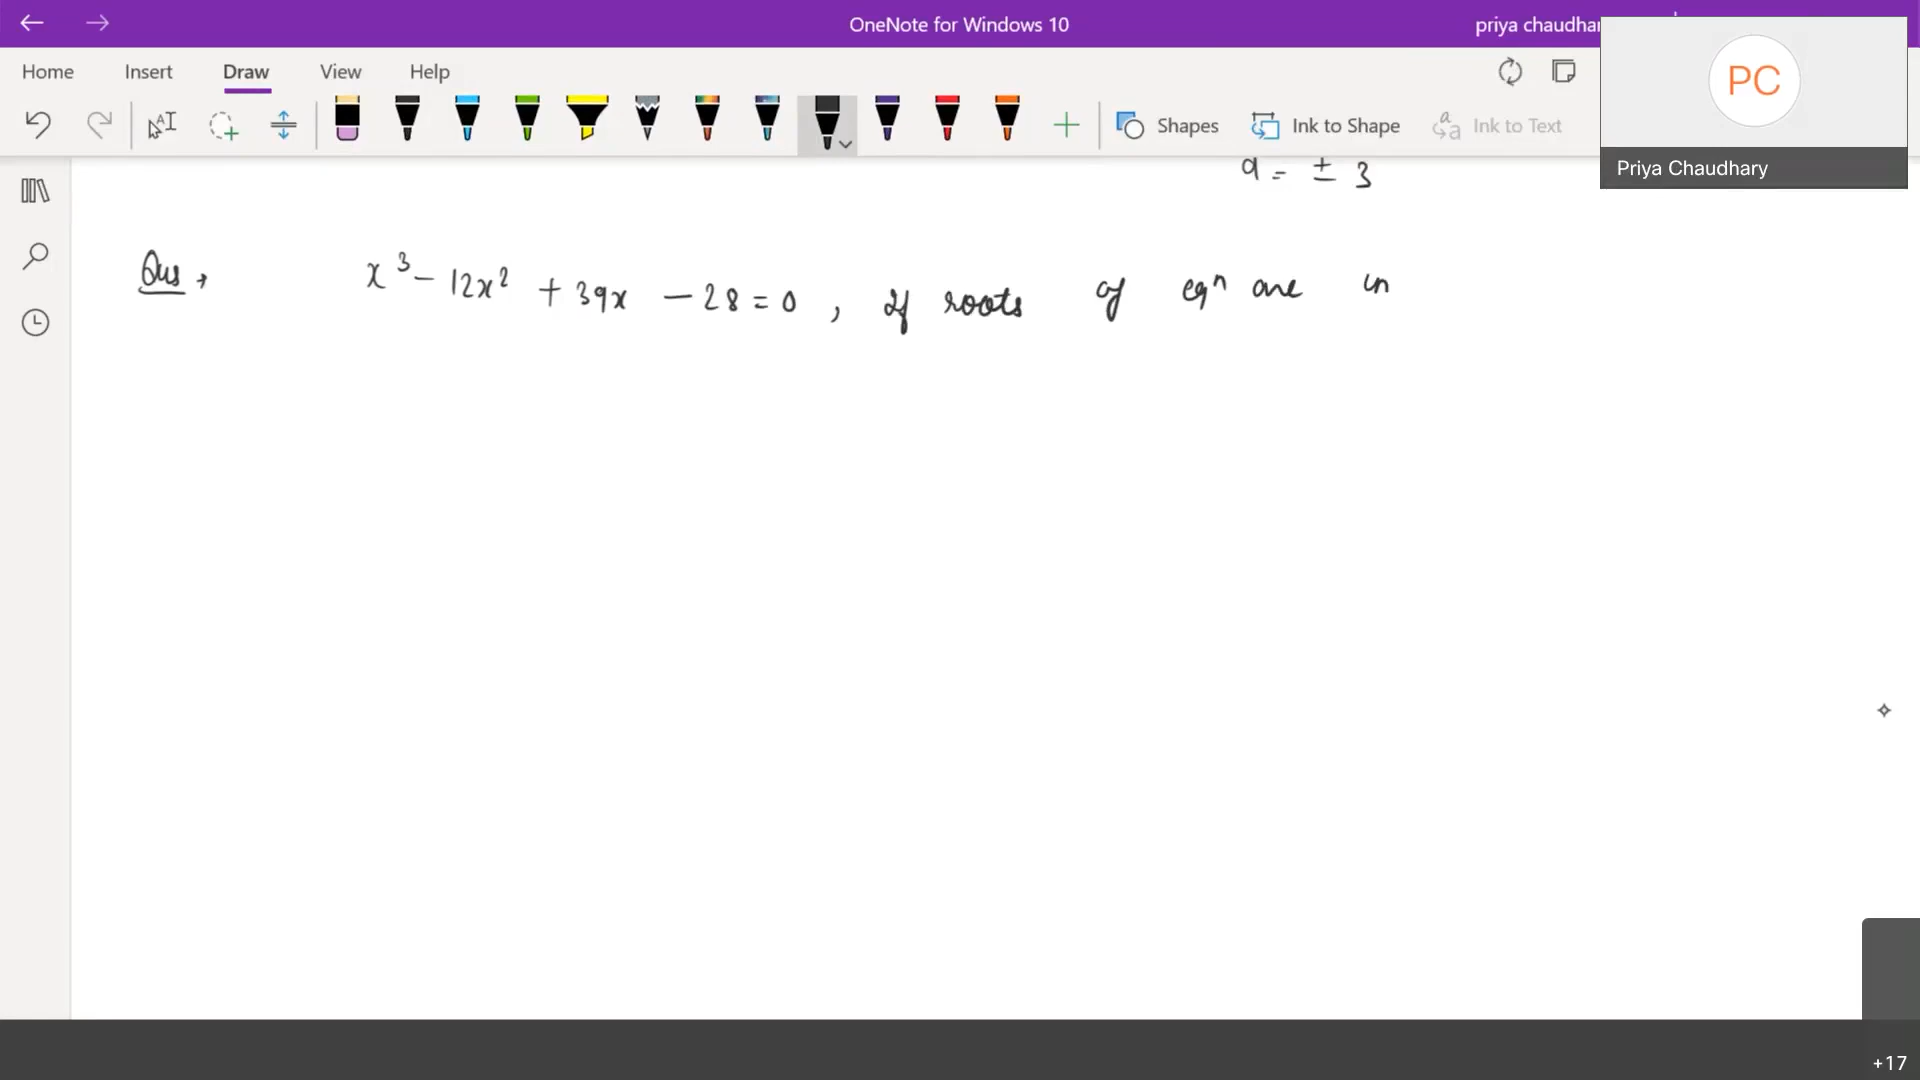 OneNote for Windows 10
priya chaudhar
PC
Priya Chaudhary
Home Insert Draw View Help
Shapes Ink to Shape Ink to Text
a = ± 3
Qus, x³ - 12x² + 39x - 28 = 0, If roots of eqⁿ are in
+17